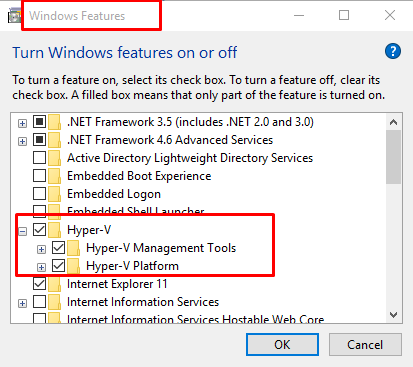 Windows Features
Turn Windows features on or off
?
To turn a feature on, select its check box. To turn a feature off, clear its
check box. A filled box means that only part of the feature is turned on.
.NET Framework 3.5 (includes .NET 2.0 and 3.0)
.NET Framework 4.6 Advanced Services
Active Directory Lightweight Directory Services
Embedded Boot Experience
Embedded Logon
Embedded Shell Launcher
Hyper-V
Hyper-V Management Tools
Hyper-V Platform
Internet Explorer 11
Internet Information Services
Internet Information Services Hostable Web Core
OK
Cancel